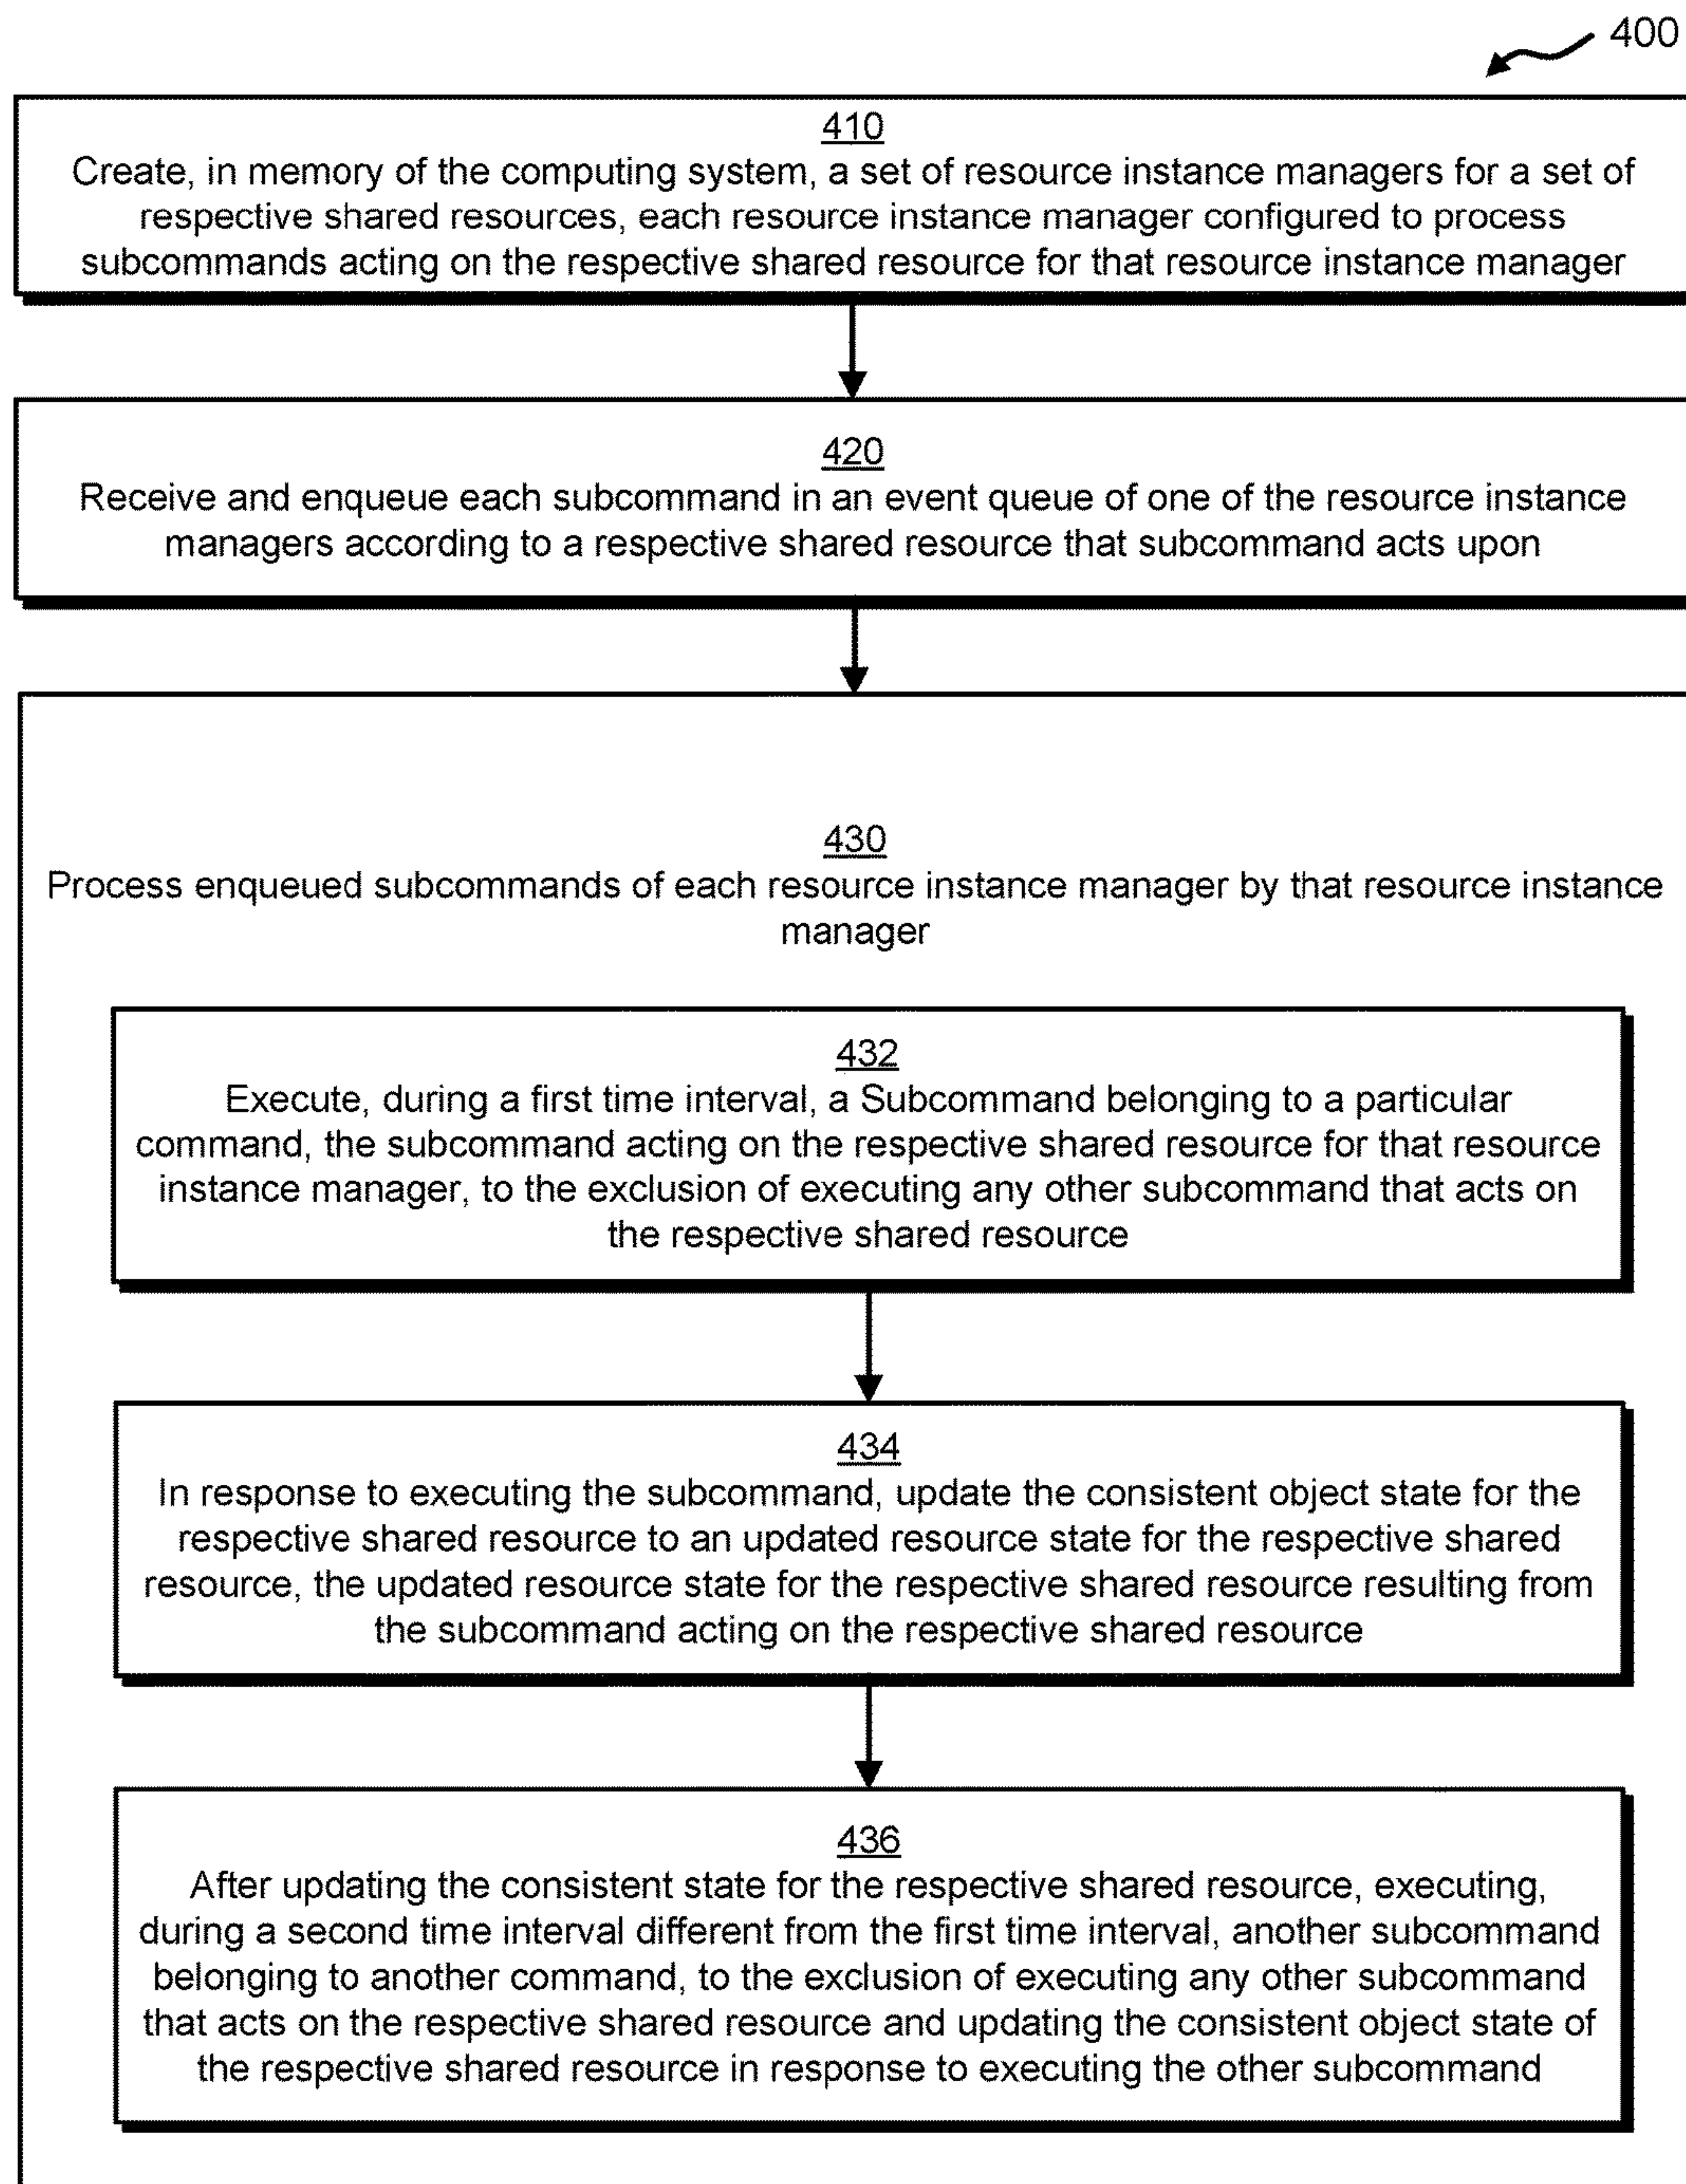 400
410
Create, in memory of the computing system, a set of resource instance managers for a set of
respective shared resources, each resource instance manager configured to process
subcommands acting on the respective shared resource for that resource instance manager
420
Receive and enqueue each subcommand in an event queue of one of the resource instance
managers according to a respective shared resource that subcommand acts upon
430
Process enqueued subcommands of each resource instance manager by that resource instance
manager
432
Execute, during a first time interval, a Subcommand belonging to a particular
command, the subcommand acting on the respective shared resource for that resource
instance manager, to the exclusion of executing any other subcommand that acts on
the respective shared resource
434
In response to executing the subcommand, update the consistent object state for the
respective shared resource to an updated resource state for the respective shared
resource, the updated resource state for the respective shared resource resulting from
the subcommand acting on the respective shared resource
436
After updating the consistent state for the respective shared resource, executing,
during a second time interval different from the first time interval, another subcommand
belonging to another command, to the exclusion of executing any other subcommand
that acts on the respective shared resource and updating the consistent object state of
the respective shared resource in response to executing the other subcommand